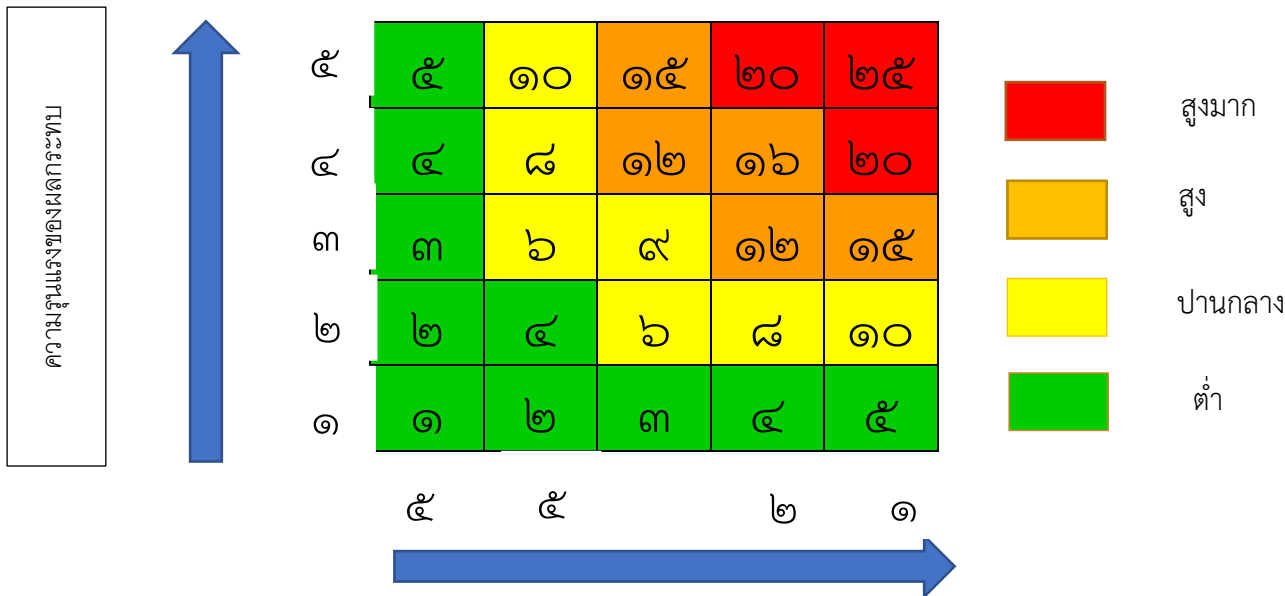 ความรุนแรงของผลกระทบ
๕ ๕ ๑๐ ๑๕ ๒๐ ๒๕
๔ ๔ ๘ ๑๒ ๑๖ ๒๐
๓ ๓ ๖ ๙ ๑๒ ๑๕
๒ ๒ ๔ ๖ ๘ ๑๐
๑ ๑ ๒ ๓ ๔ ๕
๕ ๕ ๒ ๑
สูงมาก
สูง
ปานกลาง
ต่ำ